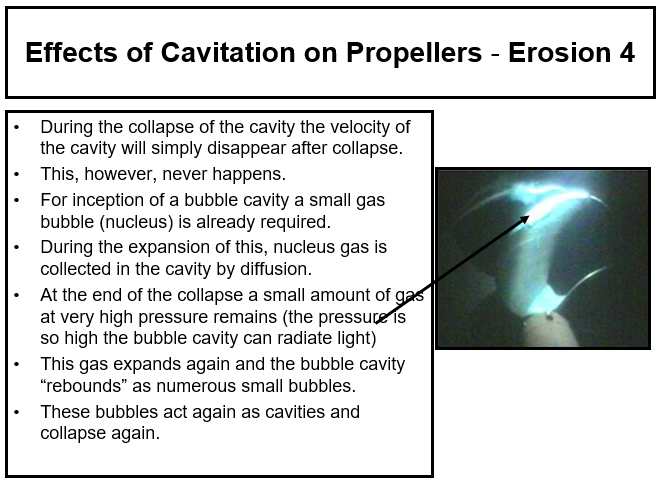 Effects of Cavitation on Propellers - Erosion 4
• During the collapse of the cavity the velocity of
the cavity will simply disappear after collapse.
• This, however, never happens.
• For inception of a bubble cavity a small gas
bubble (nucleus) is already required.
• During the expansion of this, nucleus gas is
collected in the cavity by diffusion.
• At the end of the collapse a small amount of gas
at very high pressure remains (the pressure is
so high the bubble cavity can radiate light)
• This gas expands again and the bubble cavity
“rebounds” as numerous small bubbles.
• These bubbles act again as cavities and
collapse again.